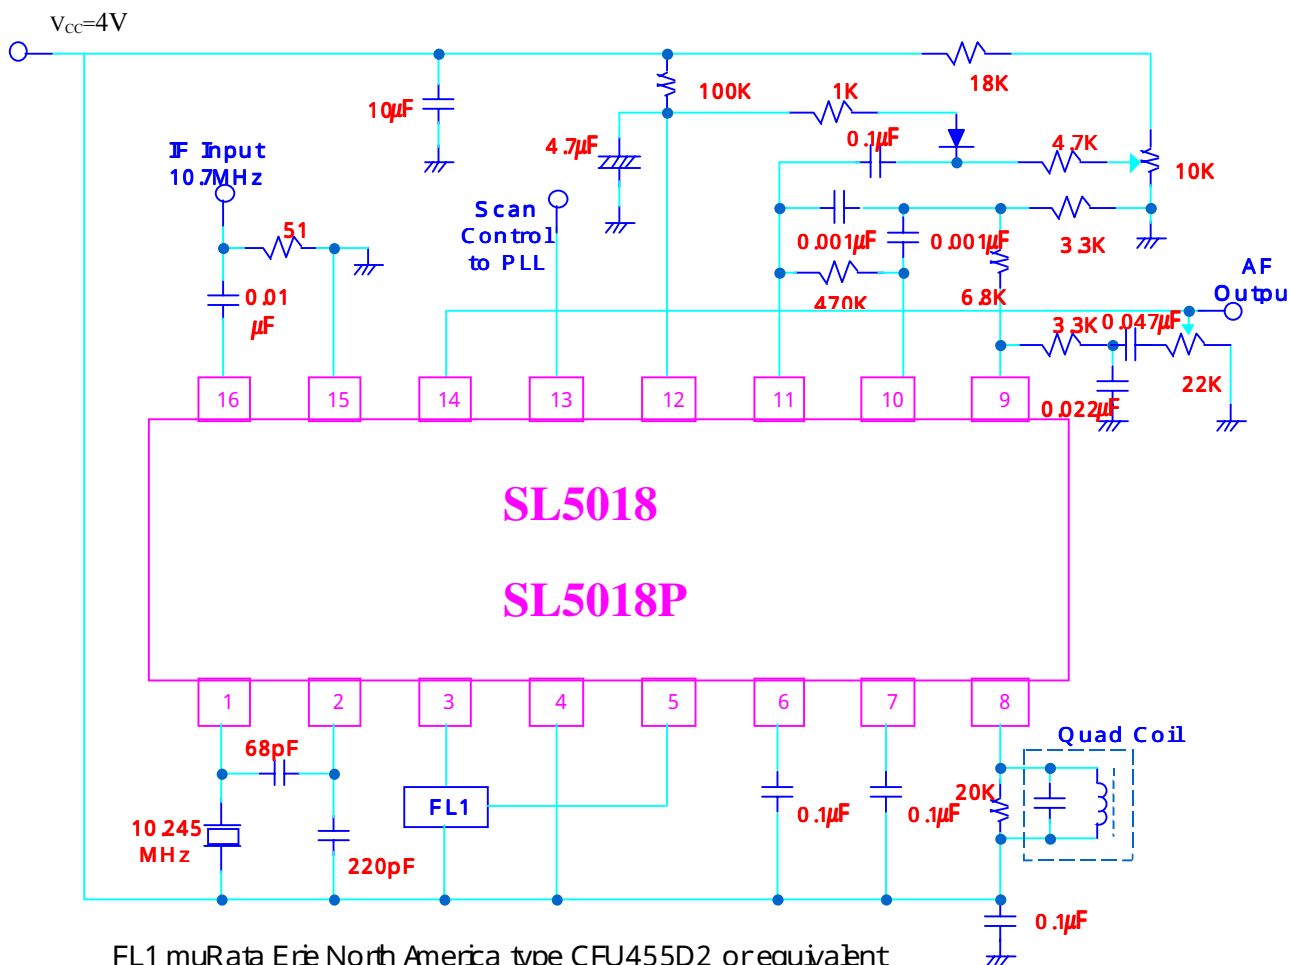 VCC=4V
18K
100K
1K
10µF
4.7µF
0.1µF
4.7K
10K
IF Input
10.7MHz
51
Scan
Control
to PLL
0.001µF
0.001µF
3.3K
0.01
µF
470K
6.8K
AF
Outpu
3.3K
0.047µF
22K
0.022µF
16
15
14
13
12
11
10
9
SL5018
SL5018P
1
2
3
4
5
6
7
8
68pF
Quad Coil
FL1
20K
0.1µF
0.1µF
10.245
MHz
220pF
0.1µF
FL1 muRata Erie North America type CFU455D2 or equivalent